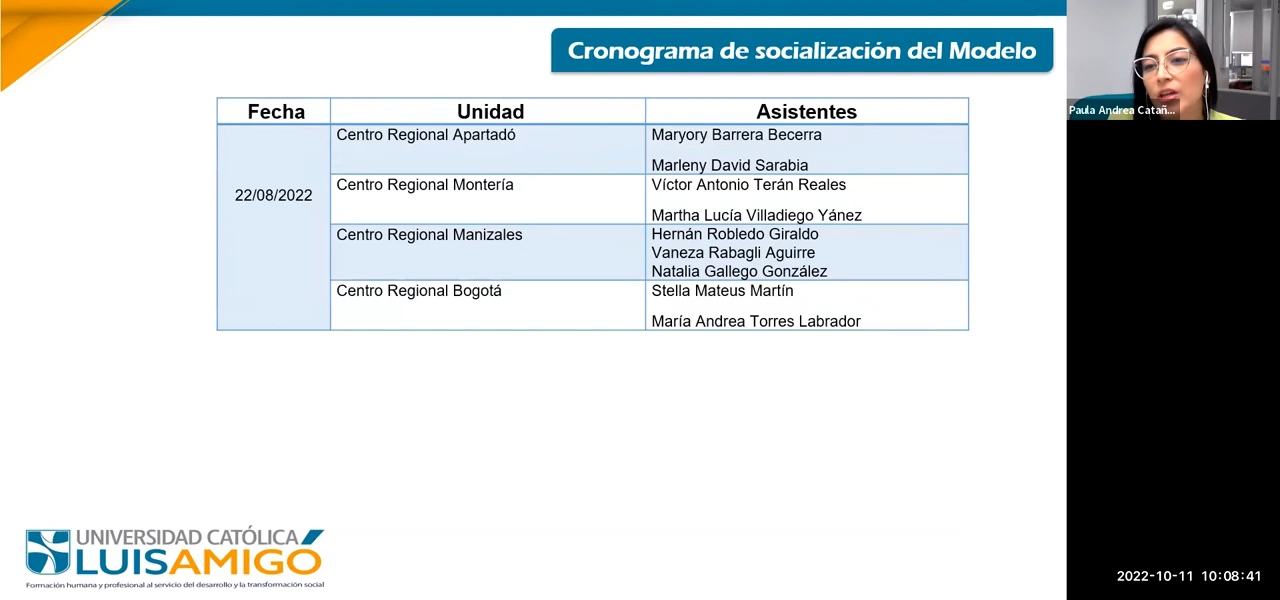 Cronograma de socialización del Modelo
Paula Andrea Catañ...
Fecha
Unidad
Asistentes
22/08/2022
Centro Regional Apartadó
Maryory Barrera Becerra
Marleny David Sarabia
Centro Regional Montería
Víctor Antonio Terán Reales
Martha Lucía Villadiego Yánez
Centro Regional Manizales
Hernán Robledo Giraldo
Vaneza Rabagli Aguirre
Natalia Gallego González
Centro Regional Bogotá
Stella Mateus Martín
María Andrea Torres Labrador
UNIVERSIDAD CATÓLICA
LUIS AMIGO
Formación humana y profesional al servicio del desarrollo y la transformación social
2022-10-11 10:08:41